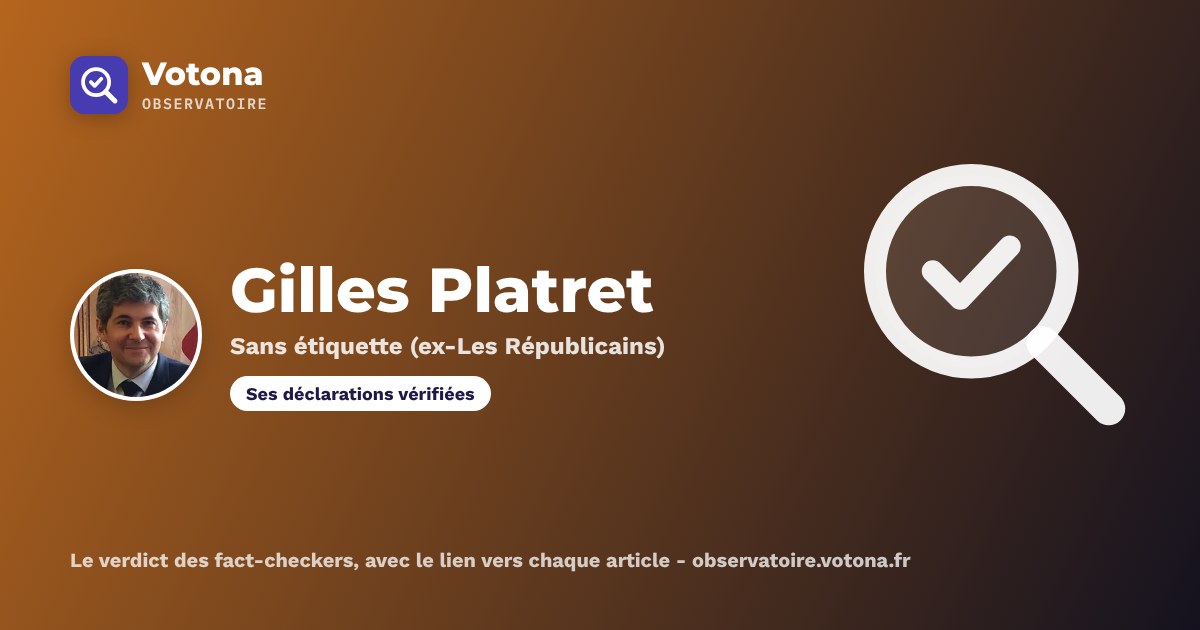 Votona
OBSERVATOIRE
Gilles Platret
Sans étiquette (ex-Les Républicains)
Ses déclarations vérifiées
Le verdict des fact-checkers, avec le lien vers chaque article - observatoire.votona.fr